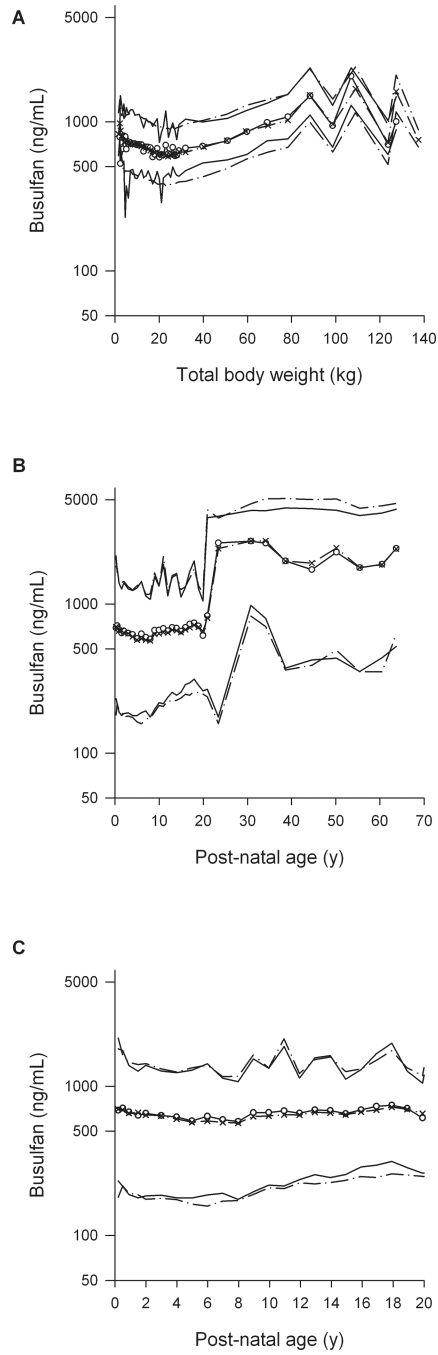 A
5000
1000
500
100
50
Busulfan (ng/mL)
0 20 40 60 80 100 120 140
Total body weight (kg)
B
5000
1000
500
100
50
Busulfan (ng/mL)
0 10 20 30 40 50 60 70
Post-natal age (y)
C
5000
1000
500
100
50
Busulfan (ng/mL)
0 2 4 6 8 10 12 14 16 18 20
Post-natal age (y)